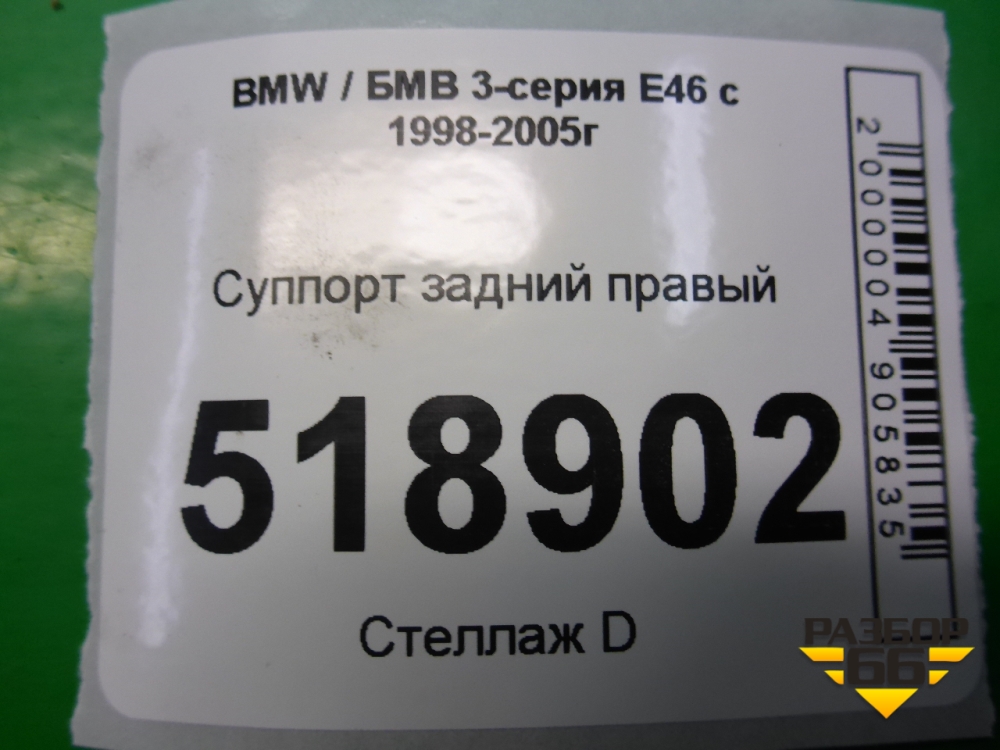 BMW / БМВ 3-серия E46 с
1998-2005г
Суппорт задний правый
518902
Стеллаж D
2000004905835
РАЗБОР
66